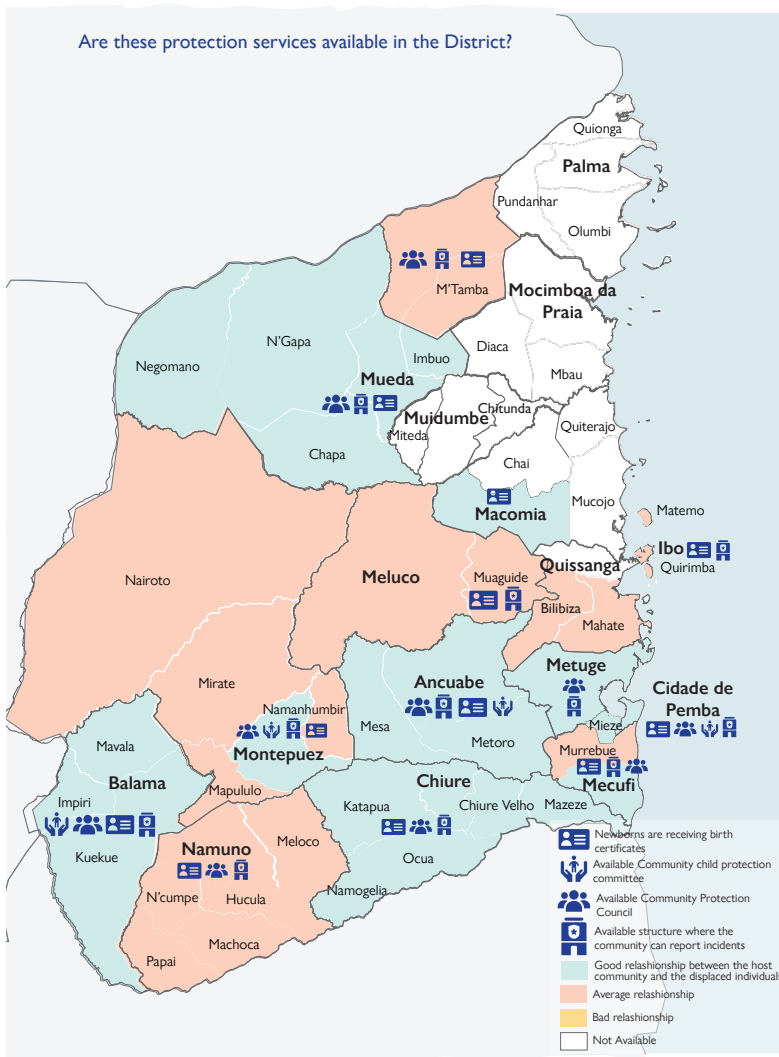 Are these protection services available in the District?
Quionga
Palma
Pundanhar
Olumbi
M'Tamba
Mocimboa da
Praia
N'Gapa
Diaca
Imbuo
Negomano
Mbau
Mueda
Chitunda
Muidumbe
Quiterajo
Miteda
Chapa
Chai
Mucojo
Macomia
Matemo
Ibo
Quissanga
Quirimba
Nairoto
Meluco
Muaguide
Bilibiza
Mahate
Metuge
Ancuabe
Mirate
Cidade de
Pemba
Namanhumbir
Mesa
Mieze
Metoro
Mavala
Murrebue
Montepuez
Balama
Chiure
Mecufi
Mapululo
Impiri
Katapua
Chiure Velho
Mazeze
Meloco
Namuno
Kuekue
Ocua
Namogelia
N'cumpe
Hucula
Machoca
Papai
Newborns are receiving birth
certificates
Available Community child protection
committee
Available Community Protection
Council
Available structure where the
community can report incidents
Good relashionship between the host
community and the displaced individuals
Average relashionship
Bad relashionship
Not Available